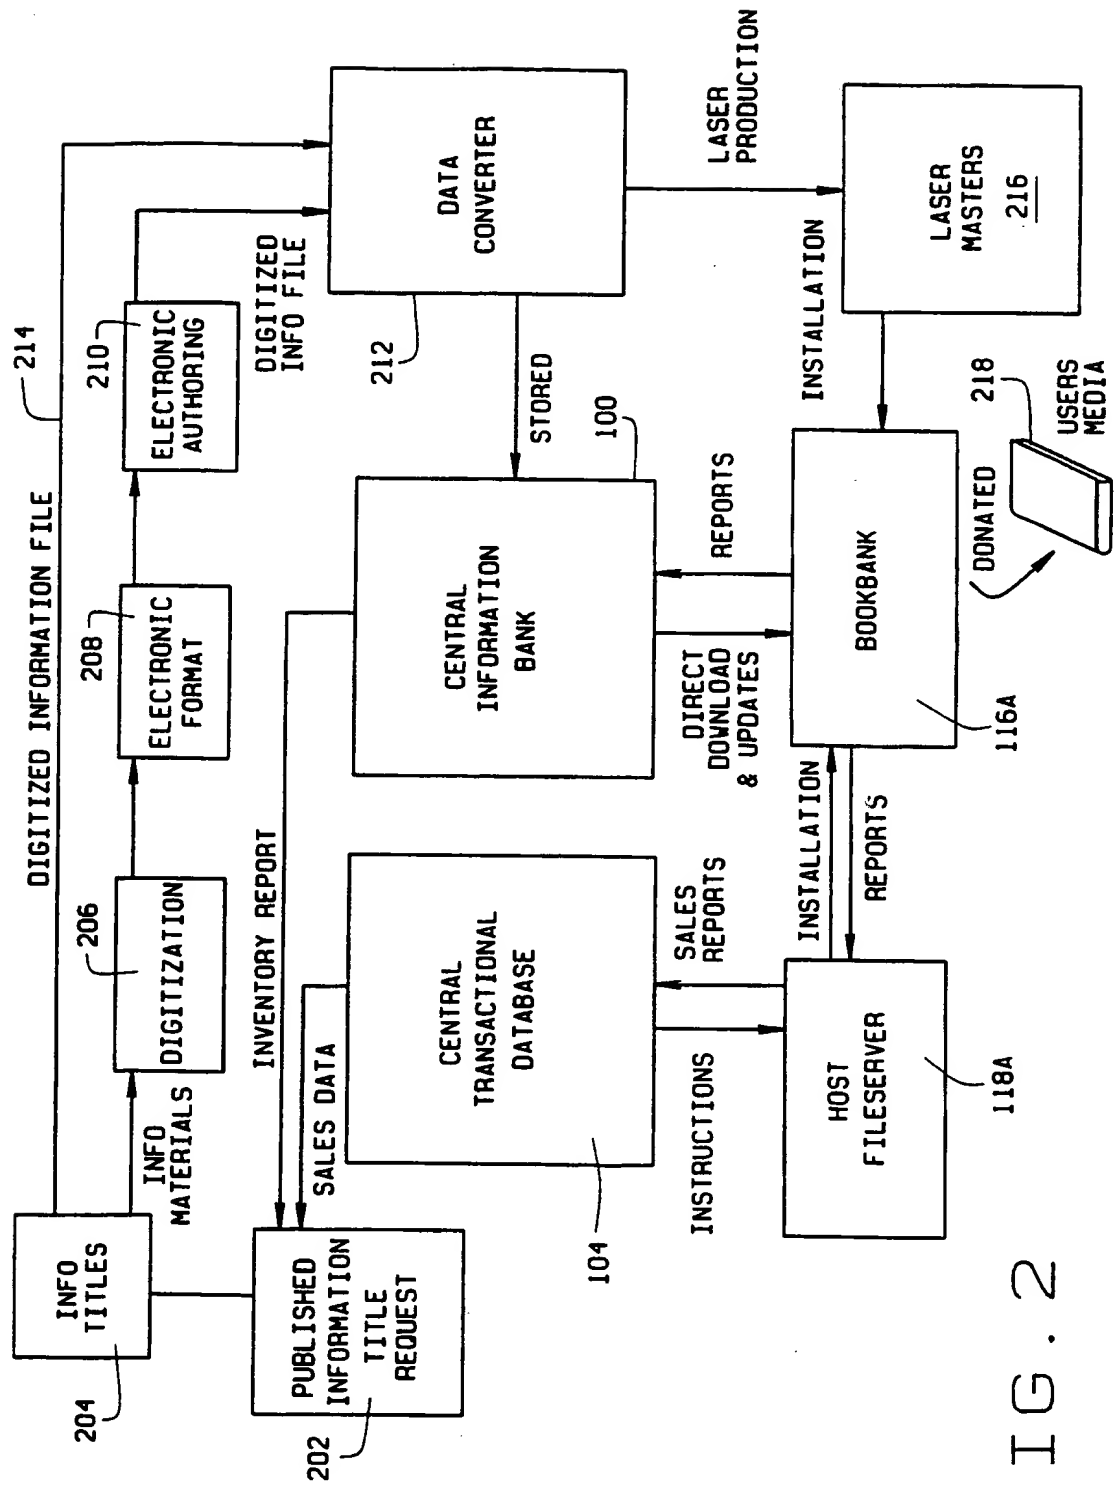 DIGITIZED INFORMATION FILE
214
INFO
TITLES
204
INFO
MATERIALS
DIGITIZATION
206
ELECTRONIC
FORMAT
208
ELECTRONIC
AUTHORING
210
DIGITIZED
INFO FILE
PUBLISHED
INFORMATION
TITLE
REQUEST
202
INVENTORY REPORT
SALES DATA
CENTRAL
TRANSACTIONAL
DATABASE
104
CENTRAL
INFORMATION
BANK
100
STORED
DATA
CONVERTER
212
INSTRUCTIONS
SALES
REPORTS
DIRECT
DOWNLOAD
& UPDATES
REPORTS
LASER
PRODUCTION
HOST
FILESERVER
118A
INSTALLATION
REPORTS
BOOKBANK
116A
INSTALLATION
LASER
MASTERS
216
DONATED
218
USERS
MEDIA
IG. 2